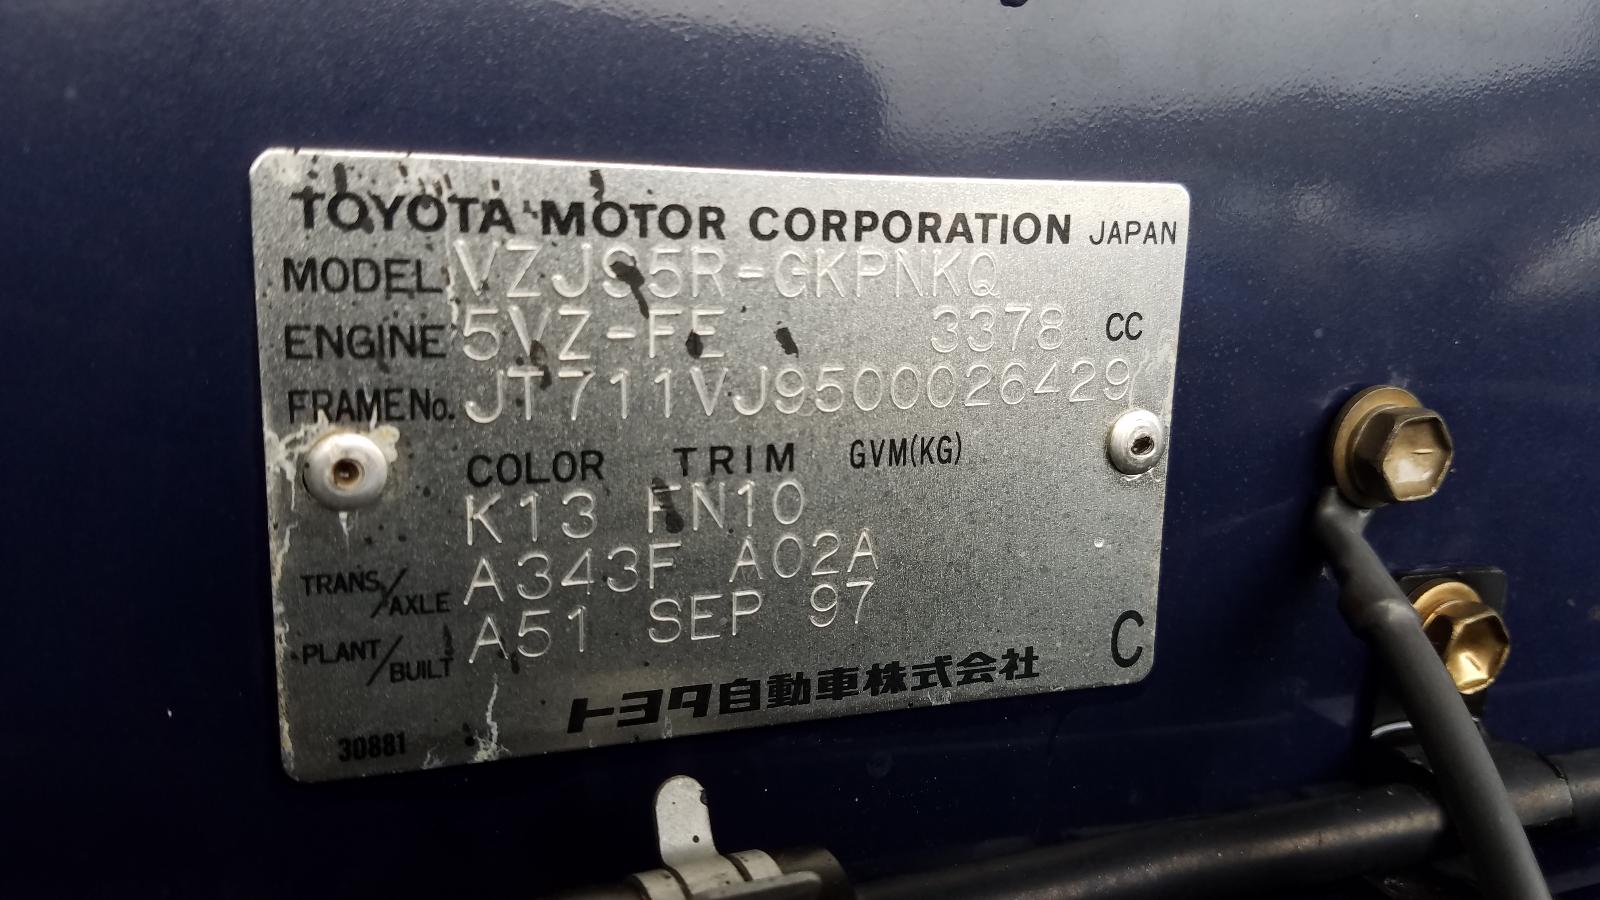 TOYOTA MOTOR CORPORATION JAPAN
MODEL VZJ95R-GKPNKQ
ENGINE 5VZ-FE 3378 CC
FRAME No. JT711VJ9500026429
COLOR TRIM GVM(KG)
K13 FN10
TRANS/AXLE A343F A02A
PLANT/BUILT A51 SEP 97
C
トヨタ自動車株式会社
30881